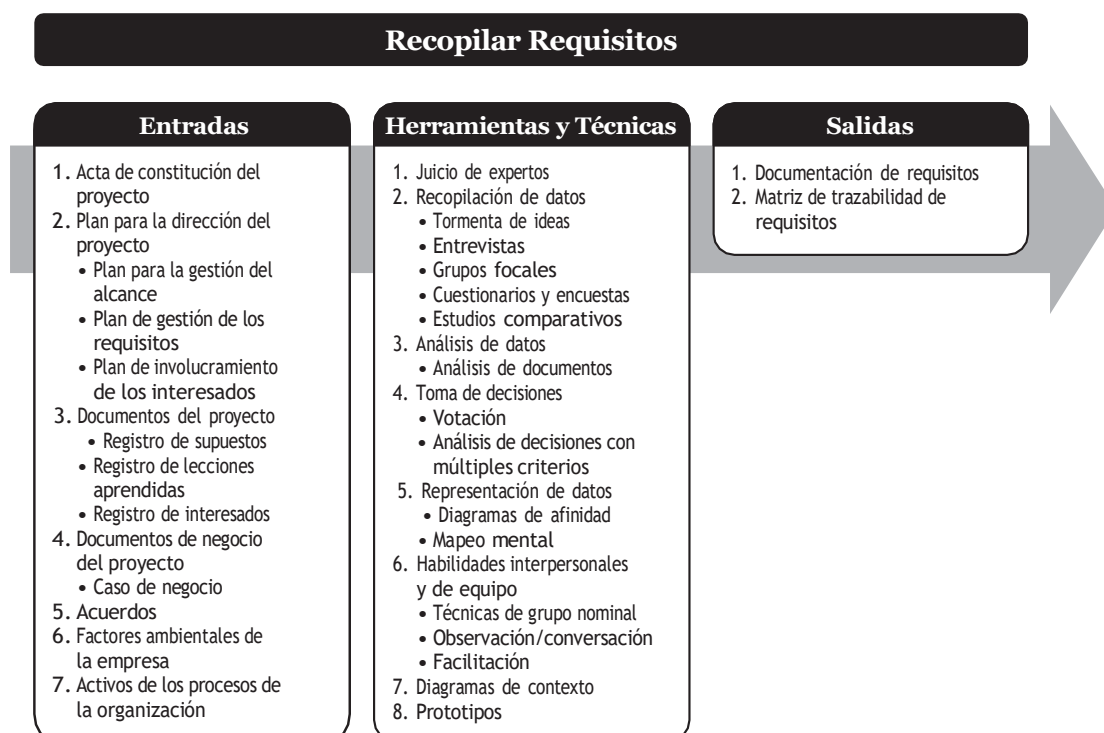 Recopilar Requisitos
Entradas
1. Acta de constitución del
proyecto
2. Plan para la dirección del
proyecto
• Plan para la gestión del
alcance
• Plan de gestión de los
requisitos
• Plan de involucramiento
de los interesados
3. Documentos del proyecto
• Registro de supuestos
• Registro de lecciones
aprendidas
• Registro de interesados
4. Documentos de negocio
del proyecto
• Caso de negocio
5. Acuerdos
6. Factores ambientales de
la empresa
7. Activos de los procesos de
la organización
Herramientas y Técnicas
1. Juicio de expertos
2. Recopilación de datos
• Tormenta de ideas
• Entrevistas
• Grupos focales
• Cuestionarios y encuestas
• Estudios comparativos
3. Análisis de datos
• Análisis de documentos
4. Toma de decisiones
• Votación
• Análisis de decisiones con
múltiples criterios
5. Representación de datos
• Diagramas de afinidad
• Mapeo mental
6. Habilidades interpersonales
y de equipo
• Técnicas de grupo nominal
• Observación/conversación
• Facilitación
7. Diagramas de contexto
8. Prototipos
Salidas
1. Documentación de requisitos
2. Matriz de trazabilidad de
requisitos